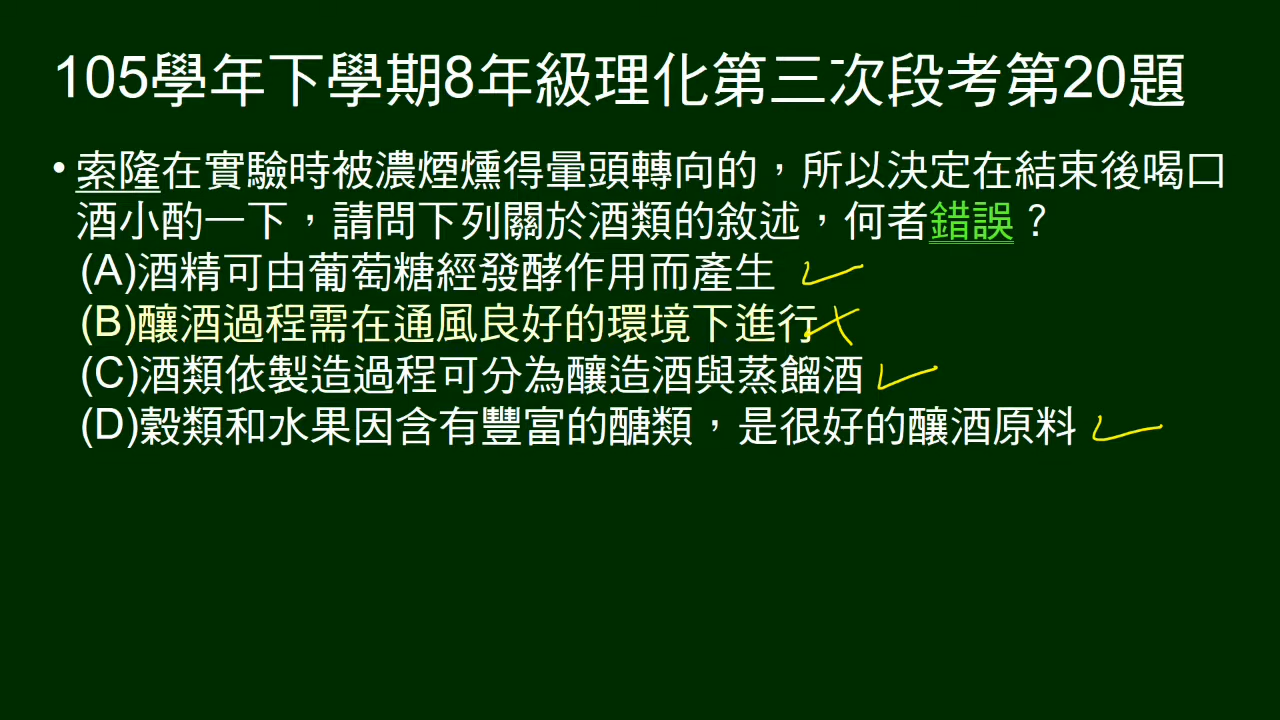 105學年下學期8年級理化第三次段考第20題
• 索隆在實驗時被濃煙燻得暈頭轉向的，所以決定在結束後喝口
酒小酌一下，請問下列關於酒類的敘述，何者錯誤？
(A)酒精可由葡萄糖經發酵作用而產生
(B)釀酒過程需在通風良好的環境下進行
(C)酒類依製造過程可分為釀造酒與蒸餾酒
(D)穀類和水果因含有豐富的醣類，是很好的釀酒原料